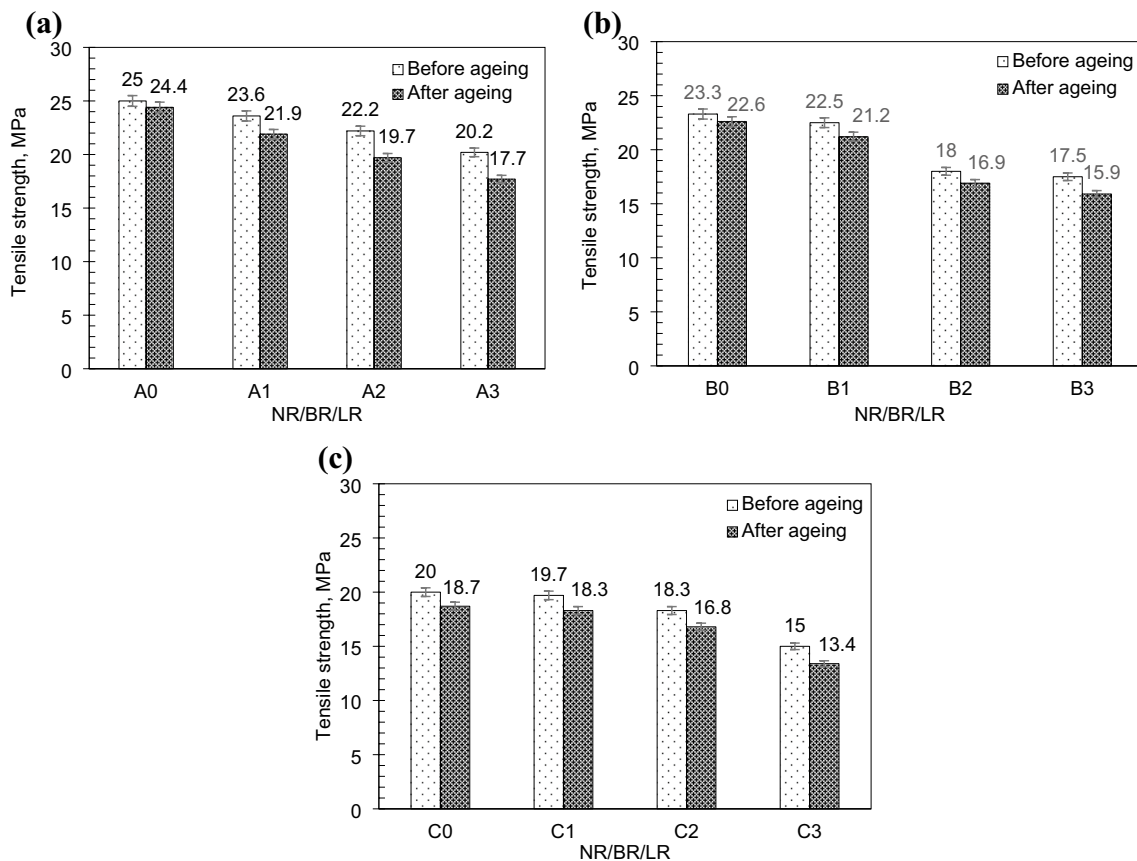 (a)
Tensile strength, MPa
30
25
20
15
10
5
0
Before ageing
After ageing
25 24.4 23.6 21.9 22.2 19.7 20.2 17.7
A0 A1 A2 A3
NR/BR/LR
(b)
Tensile strength, MPa
30
25
20
15
10
5
0
Before ageing
After ageing
23.3 22.6 22.5 21.2 18 16.9 17.5 15.9
B0 B1 B2 B3
NR/BR/LR
(c)
Tensile strength, MPa
30
25
20
15
10
5
0
Before ageing
After ageing
20 18.7 19.7 18.3 18.3 16.8 15 13.4
C0 C1 C2 C3
NR/BR/LR